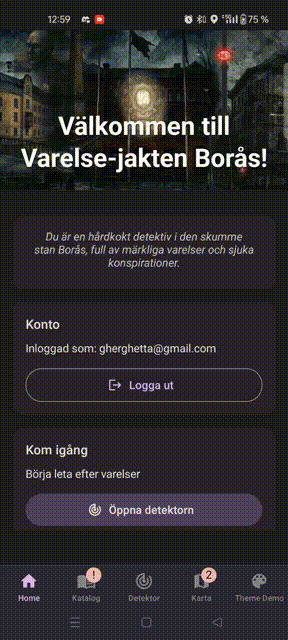 12:59
75 %
Välkommen till
Varelse-jakten Borås!
Du är en hårdkokt detektiv i den skumme
stan Borås, full av märkliga varelser och sjuka
konspirationer.
Konto
Inloggad som: gherghetta@gmail.com
Logga ut
Kom igång
Börja leta efter varelser
Öppna detektorn
!
2
Home
Katalog
Detektor
Karta
Theme Demo